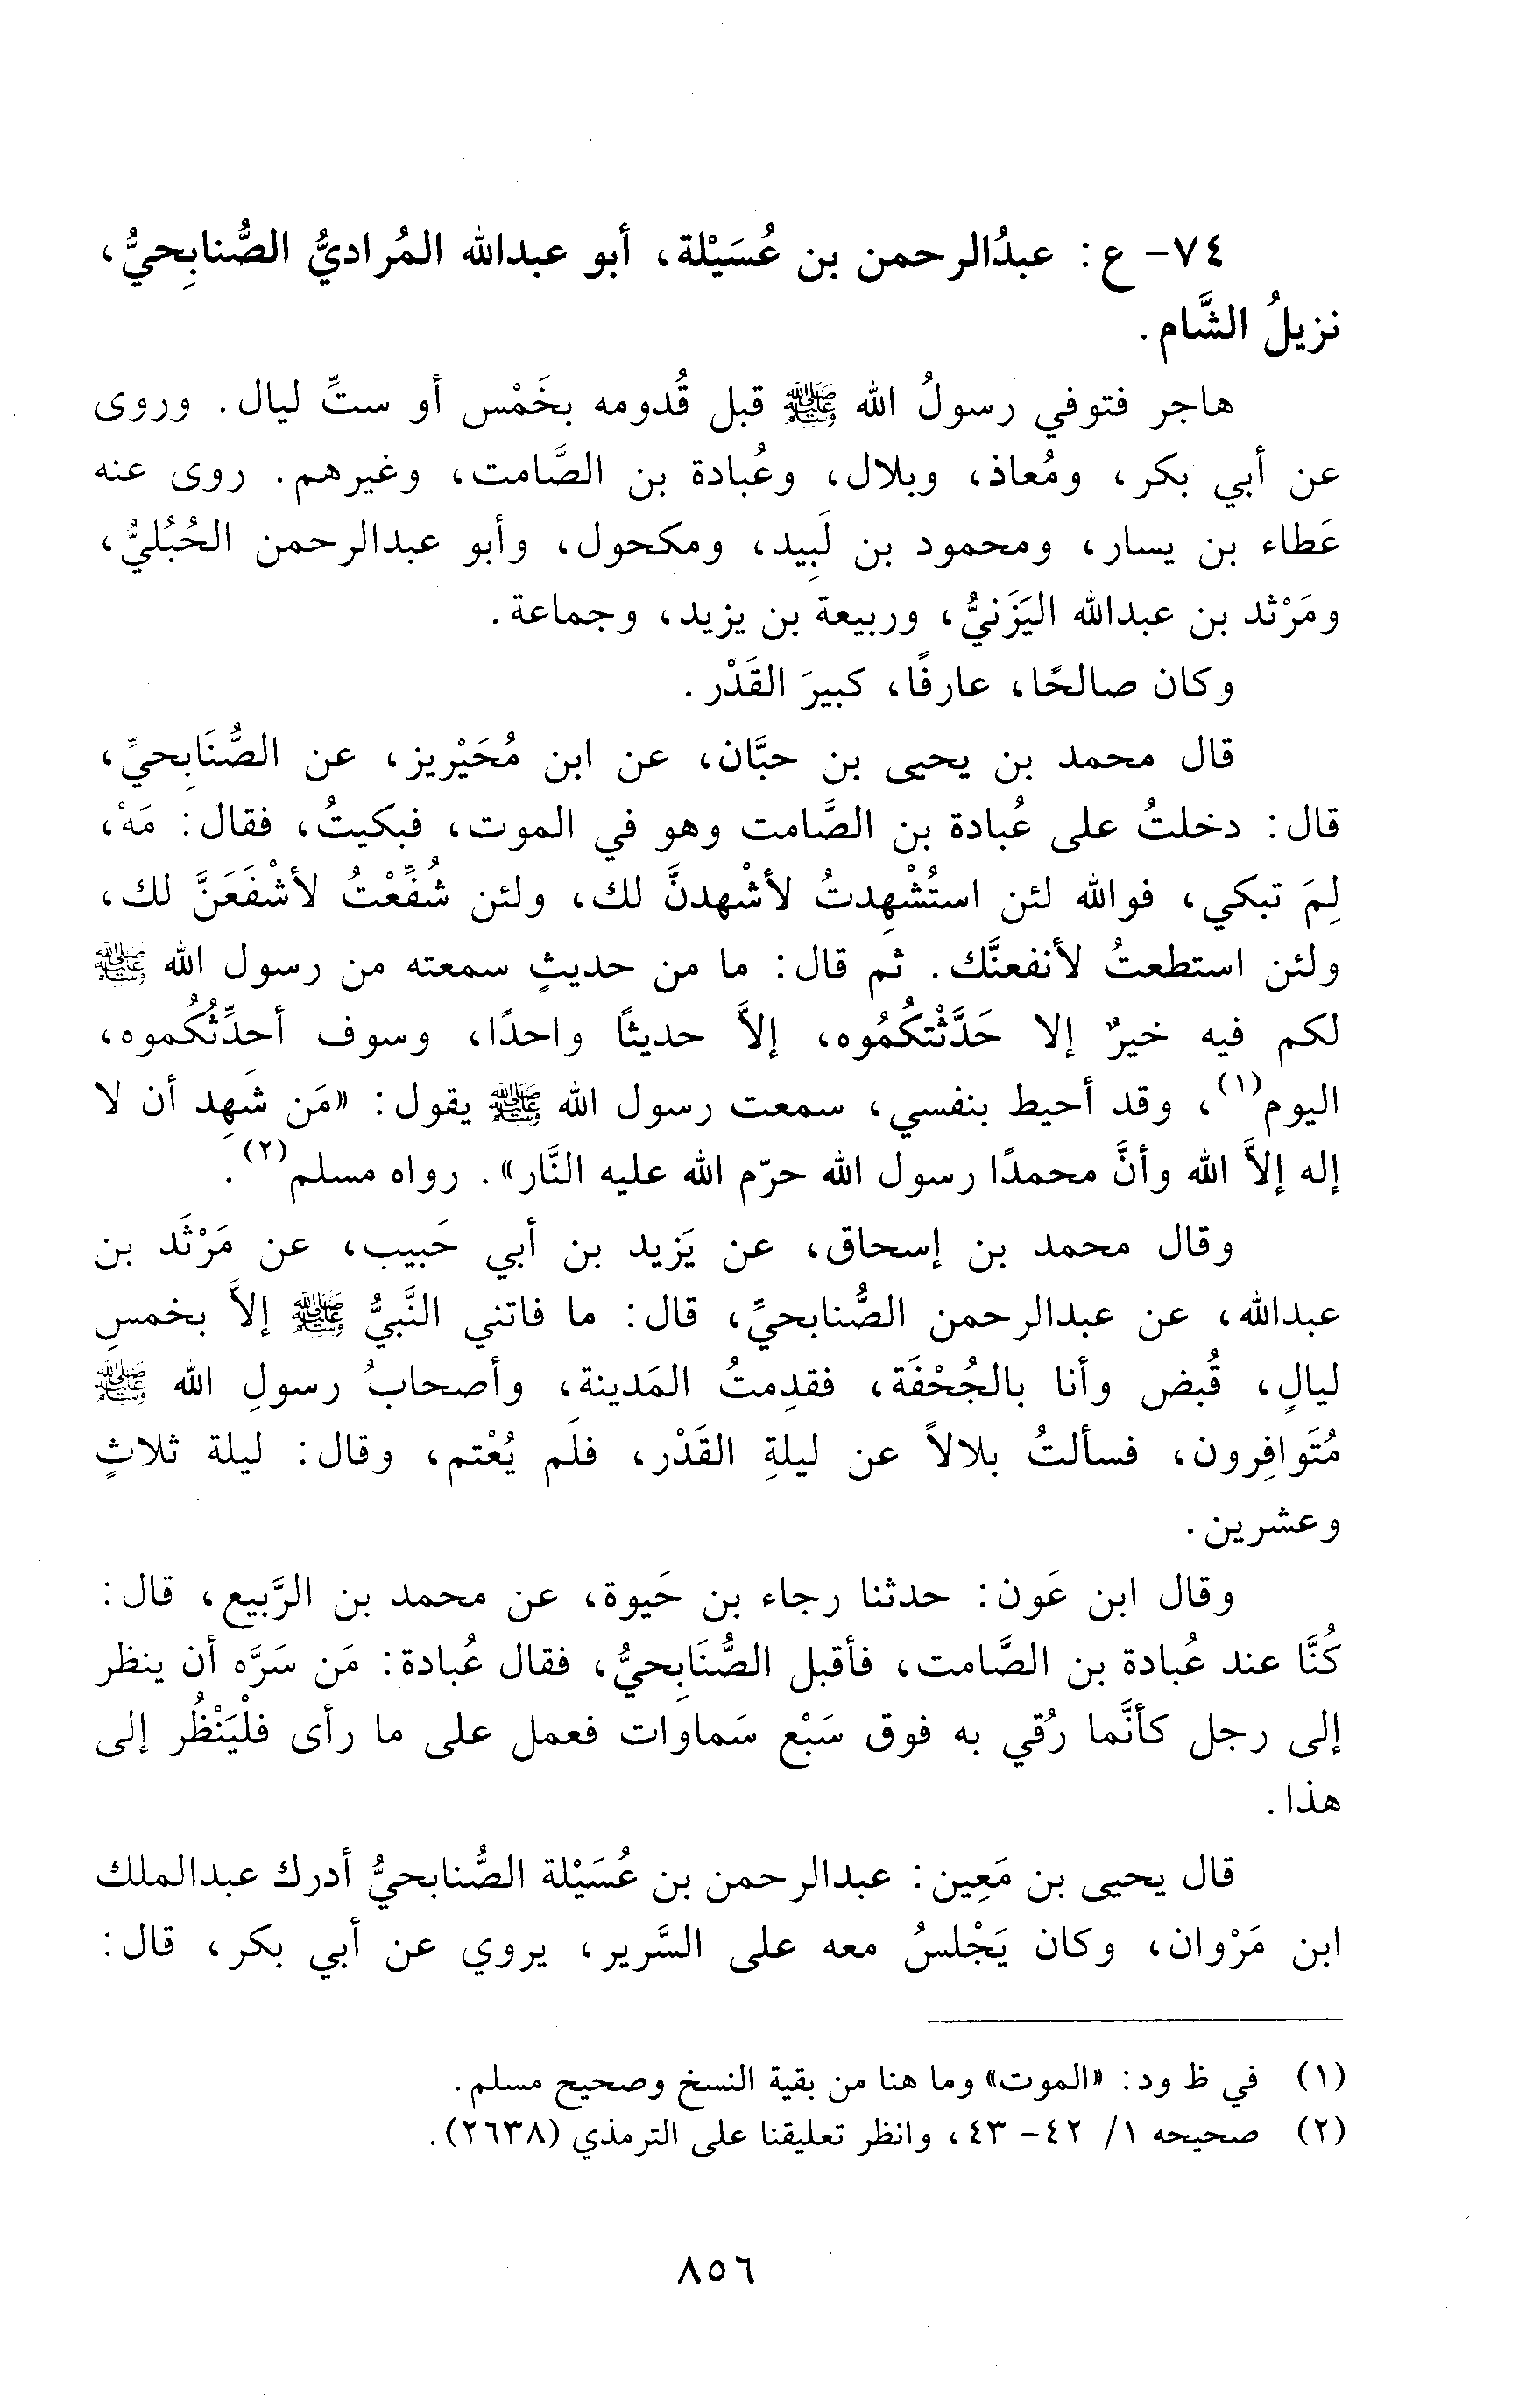 ٧٤- ع: عبدُالرحمن بن عُسَيْلة، أبو عبدالله المُراديُّ الصُّنابِحيُّ،
نزيلُ الشَّام.
هاجر فتوفي رسولُ الله ﷺ قبل قُدومه بخَمْس أو ستِّ ليال. وروى
عن أبي بكر، ومُعاذ، وبلال، وعُبادة بن الصَّامت، وغيرهم. روى عنه
عَطاء بن يسار، ومحمود بن لَبِيد، ومكحول، وأبو عبدالرحمن الحُبُليُّ،
ومَرْثد بن عبدالله اليَزَنيُّ، وربيعة بن يزيد، وجماعة.
وكان صالحًا، عارفًا، كبيرَ القَدْر.
قال محمد بن يحيى بن حبَّان، عن ابن مُحَيْريز، عن الصُّنَابِحيِّ،
قال: دخلتُ على عُبادة بن الصَّامت وهو في الموت، فبكيتُ، فقال: مَهْ،
لِمَ تبكي، فوالله لئن استُشْهِدتُ لأشْهدنَّ لك، ولئن شُفِّعْتُ لأشْفَعَنَّ لك،
ولئن استطعتُ لأنفعنَّك. ثم قال: ما من حديثٍ سمعته من رسول الله ﷺ
لكم فيه خيرٌ إلا حَدَّثْتكُمُوه، إلاَّ حديثًا واحدًا، وسوف أحدِّثُكُموه،
اليوم(١)، وقد أحيط بنفسي، سمعت رسول الله ﷺ يقول: «مَن شَهِد أن لا
إله إلاَّ الله وأنَّ محمدًا رسول الله حرّم الله عليه النَّار». رواه مسلم(٢).
وقال محمد بن إسحاق، عن يَزيد بن أبي حَبيب، عن مَرْثَد بن
عبدالله، عن عبدالرحمن الصُّنابحيِّ، قال: ما فاتني النَّبيُّ ﷺ إلاَّ بخمسِ
ليالٍ، قُبض وأنا بالجُحْفَة، فقدِمتُ المَدينة، وأصحابُ رسولِ الله ﷺ
مُتَوافِرون، فسألتُ بلالاً عن ليلةِ القَدْر، فلَم يُعْتم، وقال: ليلة ثلاثٍ
وعشرين.
وقال ابن عَون: حدثنا رجاء بن حَيوة، عن محمد بن الرَّبيع، قال:
كُنَّا عند عُبادة بن الصَّامت، فأقبل الصُّنَابِحيُّ، فقال عُبادة: مَن سَرَّه أن ينظر
إلى رجل كأنَّما رُقي به فوق سَبْع سَماوات فعمل على ما رأى فلْيَنْظُر إلى
هذا.
قال يحيى بن مَعِين: عبدالرحمن بن عُسَيْلة الصُّنابحيُّ أدرك عبدالملك
ابن مَرْوان، وكان يَجْلسُ معه على السَّرير، يروي عن أبي بكر، قال:
(١) في ظ ود: «الموت» وما هنا من بقية النسخ وصحيح مسلم.
(٢) صحيحه ١/ ٤٢- ٤٣، وانظر تعليقنا على الترمذي (٢٦٣٨).
٨٥٦